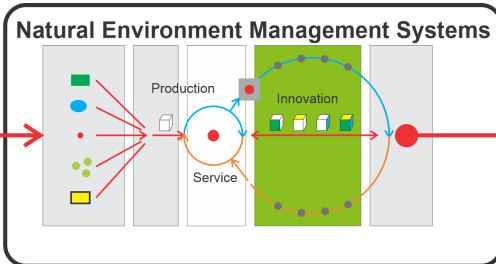 Natural Environment Management Systems
Production
Innovation
Service